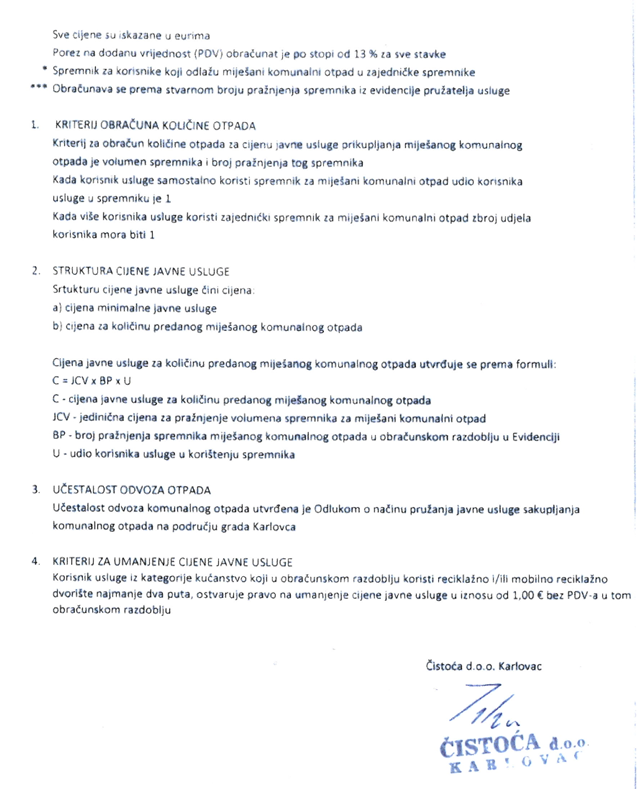 Sve cijene su iskazane u eurima
Porez na dodanu vrijednost (PDV) obračunat je po stopi od 13 % za sve stavke
* Spremnik za korisnike koji odlažu miješani komunalni otpad u zajedničke spremnike
*** Obračunava se prema stvarnom broju pražnjenja spremnika iz evidencije pružatelja usluge
1. KRITERIJ OBRAČUNA KOLIČINE OTPADA
Kriterij za obračun količine otpada za cijenu javne usluge prikupljanja miješanog komunalnog
otpada je volumen spremnika i broj pražnjenja tog spremnika
Kada korisnik usluge samostalno koristi spremnik za miješani komunalni otpad udio korisnika
usluge u spremniku je 1
Kada više korisnika usluge koristi zajednički spremnik za miješani komunalni otpad zbroj udjela
korisnika mora biti 1
2. STRUKTURA CIJENE JAVNE USLUGE
Srtukturu cijene javne usluge čini cijena:
a) cijena minimalne javne usluge
b) cijena za količinu predanog miješanog komunalnog otpada
Cijena javne usluge za količinu predanog miješanog komunalnog otpada utvrđuje se prema formuli:
C = JCV x BP x U
C - cijena javne usluge za količinu predanog miješanog komunalnog otpada
JCV - jedinična cijena za pražnjenje volumena spremnika za miješani komunalni otpad
BP - broj pražnjenja spremnika miješanog komunalnog otpada u obračunskom razdoblju u Evidenciji
U - udio korisnika usluge u korištenju spremnika
3. UČESTALOST ODVOZA OTPADA
Učestalost odvoza komunalnog otpada utvrđena je Odlukom o načinu pružanja javne usluge sakupljanja
komunalnog otpada na području grada Karlovca
4. KRITERIJ ZA UMANJENJE CIJENE JAVNE USLUGE
Korisnik usluge iz kategorije kućanstvo koji u obračunskom razdoblju koristi reciklažno i/ili mobilno reciklažno
dvorište najmanje dva puta, ostvaruje pravo na umanjenje cijene javne usluge u iznosu od 1,00 € bez PDV-a u tom
obračunskom razdoblju
Čistoća d.o.o. Karlovac
ČISTOĆA d.o.o.
KARLOVAC